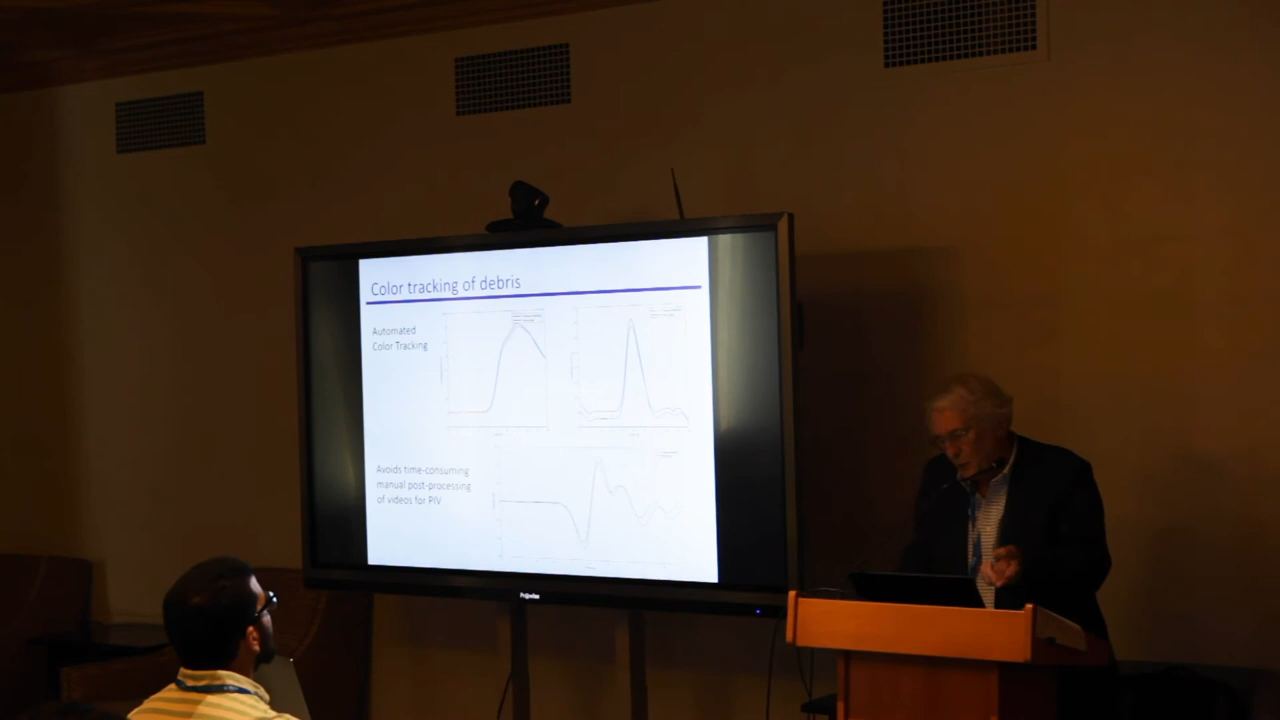 Color tracking of debris
Automated
Color Tracking
Avoids time-consuming
manual post-processing
of videos for PIV